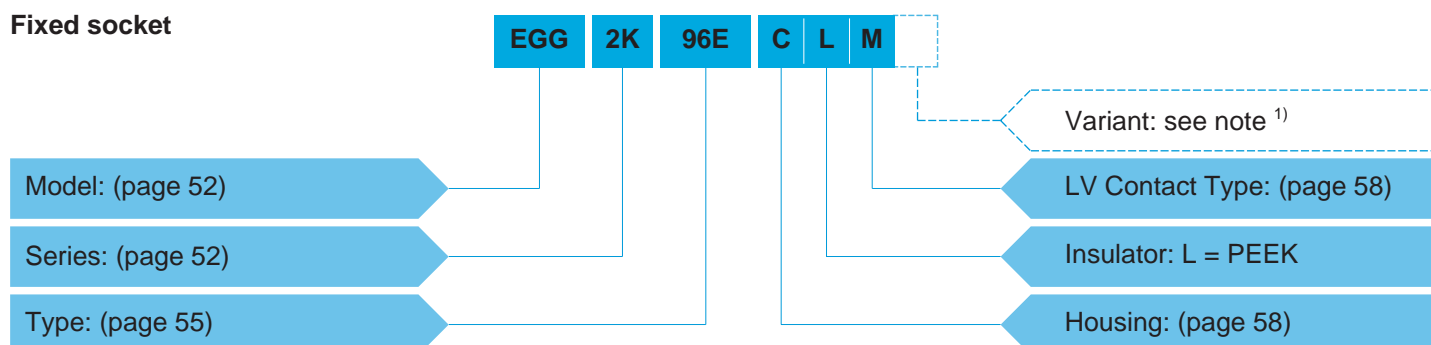 Fixed socket
EGG 2K 96E C L M
Variant: see note 1)
Model: (page 52)
LV Contact Type: (page 58)
Series: (page 52)
Insulator: L = PEEK
Type: (page 55)
Housing: (page 58)